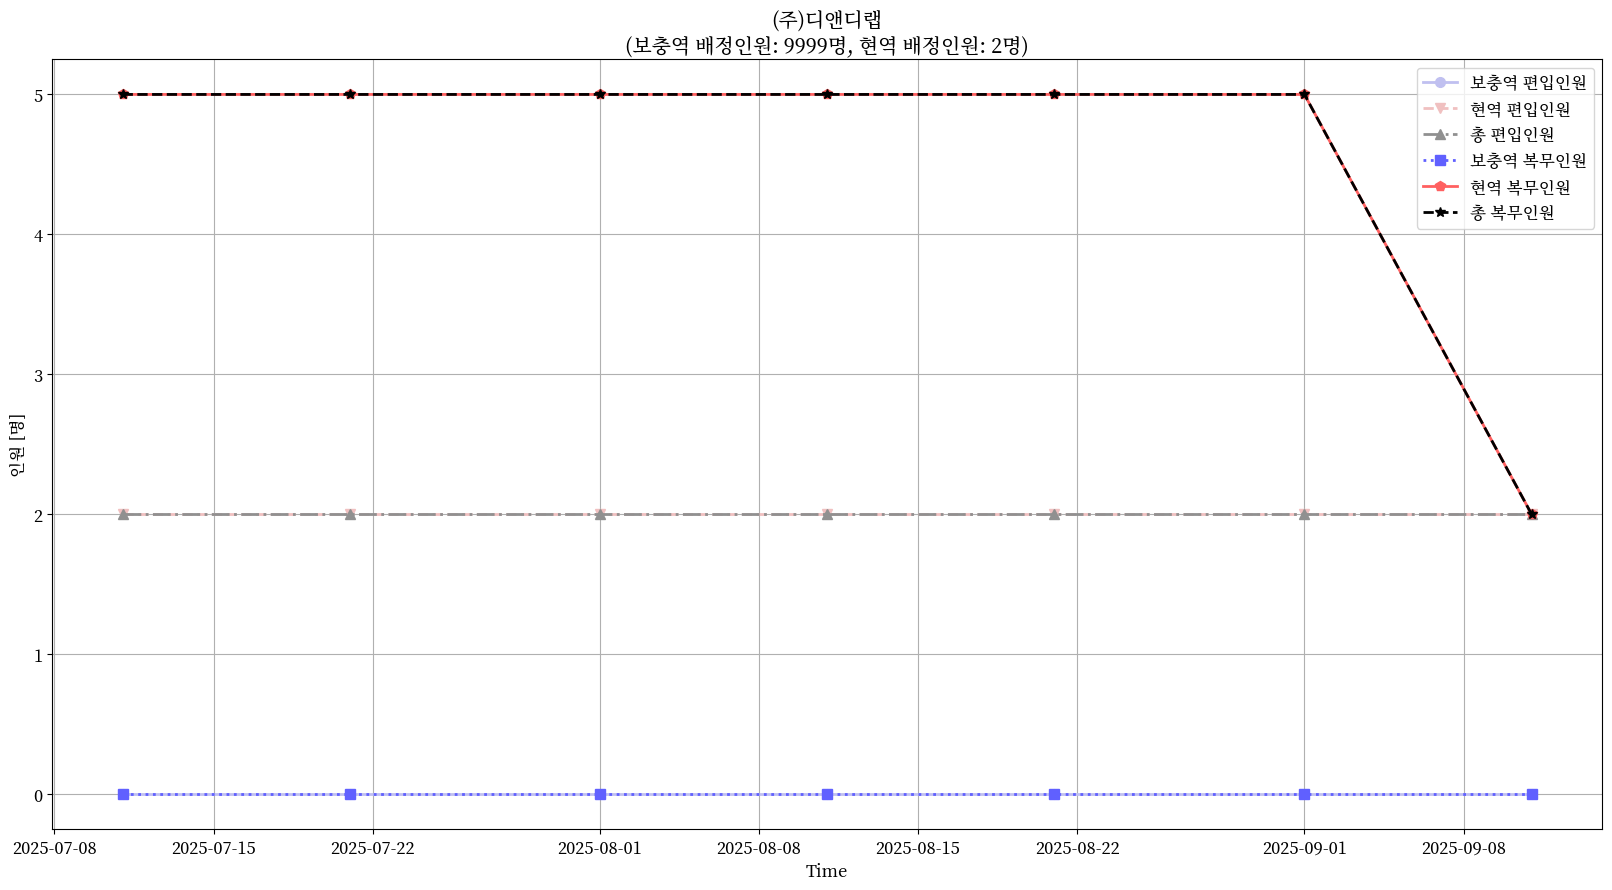 (주)디앤디랩
(보충역 배정인원: 9999명, 현역 배정인원: 2명)
보충역 편입인원
현역 편입인원
총 편입인원
보충역 복무인원
현역 복무인원
총 복무인원
인원 [명]
5
4
3
2
1
0
2025-07-08
2025-07-15
2025-07-22
2025-08-01
2025-08-08
2025-08-15
2025-08-22
2025-09-01
2025-09-08
Time